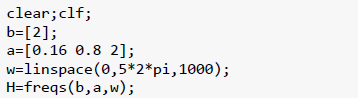 clear;clf;
b=[2];
a=[0.16 0.8 2];
w=linspace(0,5*2*pi,1000);
H=freqs(b,a,w);